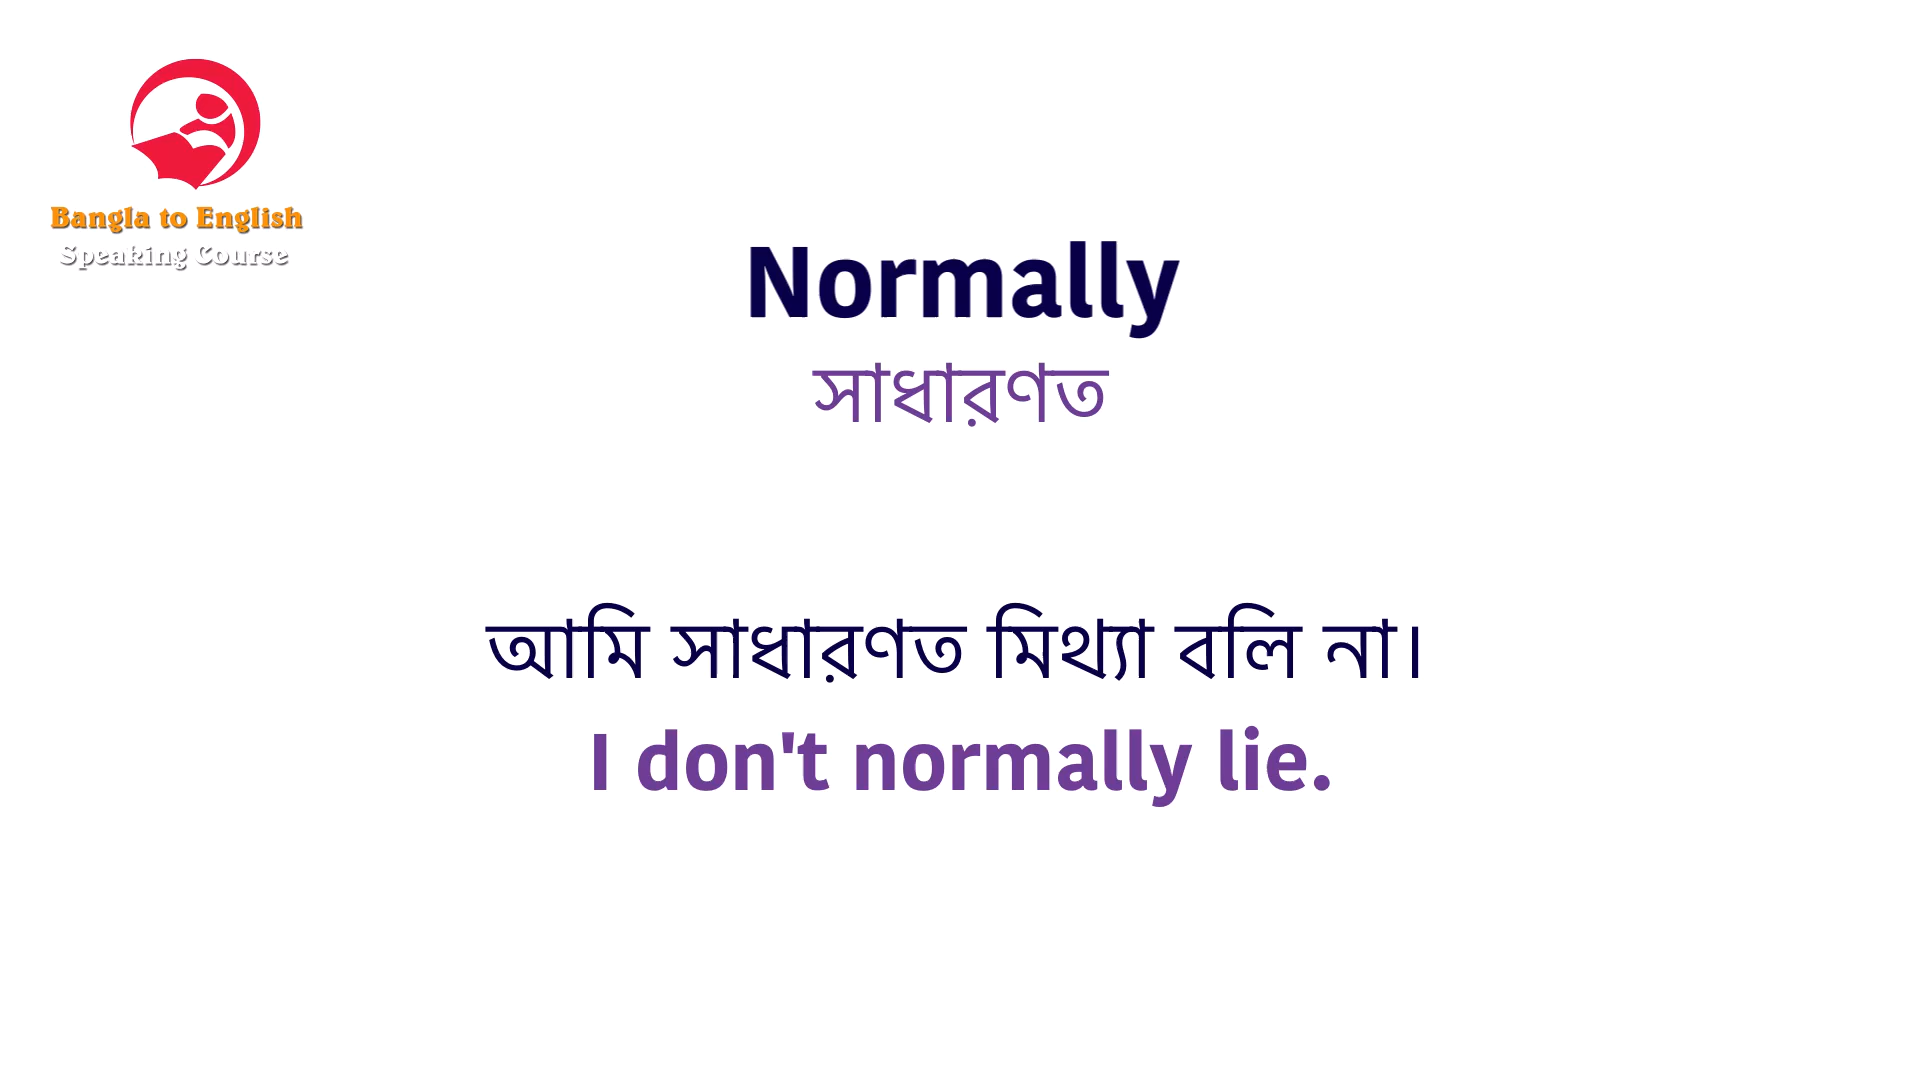 Bangla to English
Speaking Course
Normally
সাধারণত
আমি সাধারণত মিথ্যা বলি না।
I don't normally lie.